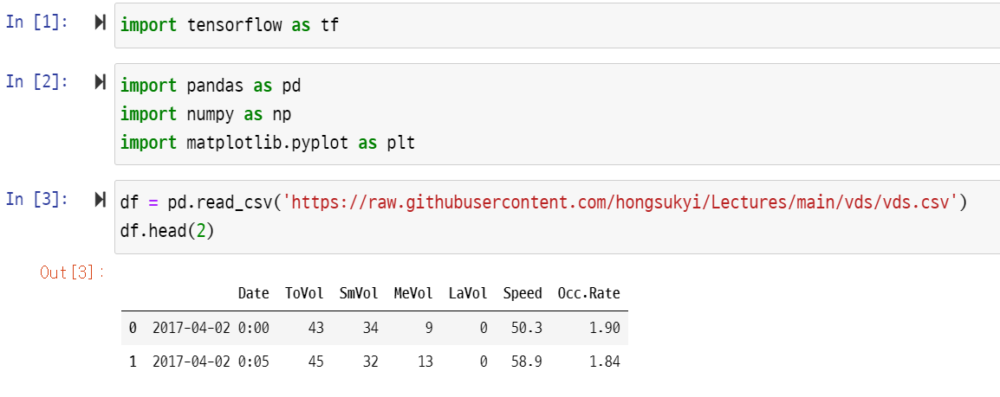 In [1]: import tensorflow as tf
In [2]: import pandas as pd
import numpy as np
import matplotlib.pyplot as plt
In [3]: df = pd.read_csv('https://raw.githubusercontent.com/hongsukyi/Lectures/main/vds/vds.csv')
df.head(2)
Out[3]:
Date ToVol SmVol MeVol LaVol Speed Occ.Rate
0 2017-04-02 0:00 43 34 9 0 50.3 1.90
1 2017-04-02 0:05 45 32 13 0 58.9 1.84